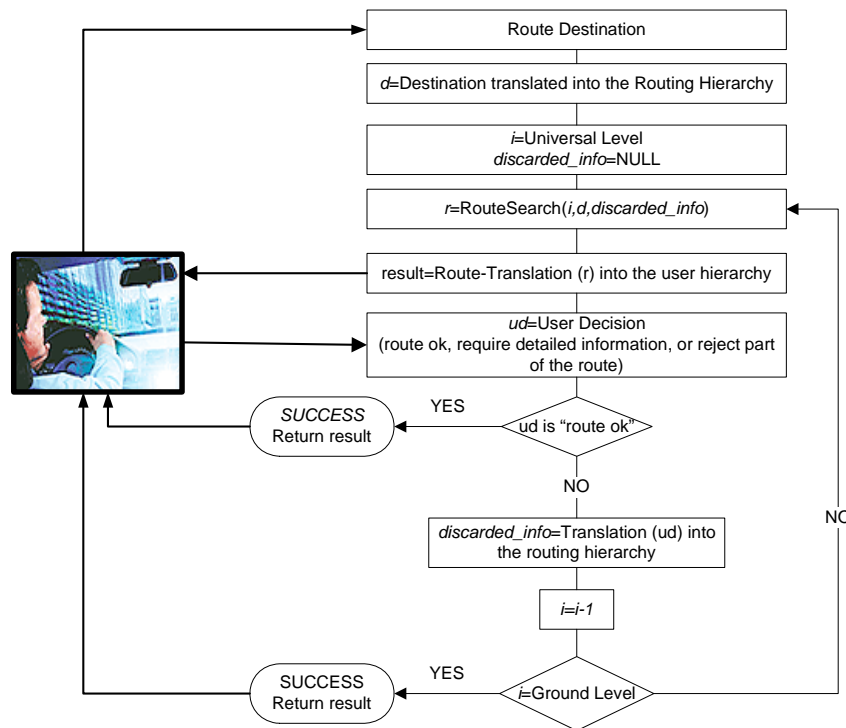 Route Destination
d=Destination translated into the Routing Hierarchy
i=Universal Level
discarded_info=NULL
r=RouteSearch(i,d,discarded_info)
result=Route-Translation (r) into the user hierarchy
ud=User Decision
(route ok, require detailed information, or reject part
of the route)
SUCCESS
Return result
YES
ud is “route ok”
NO
NO
discarded_info=Translation (ud) into
the routing hierarchy
i=i-1
SUCCESS
Return result
YES
i=Ground Level